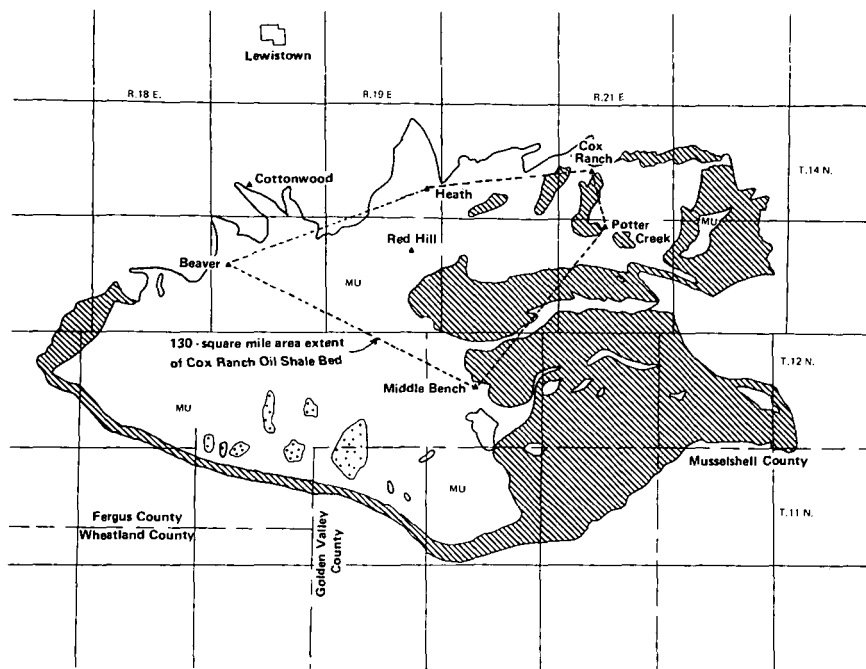 Lewistown
R.18 E.
R.19 E
R.21 E
Cox
Ranch
T.14 N.
Cottonwood
Heath
MU
Red Hill
Potter
Creek
Beaver
MU
130-square mile area extent
of Cox Ranch Oil Shale Bed
T.12 N.
Middle Bench
MU
Musselshell County
MU
Fergus County
Wheatland County
Golden Valley
County
T.11 N.